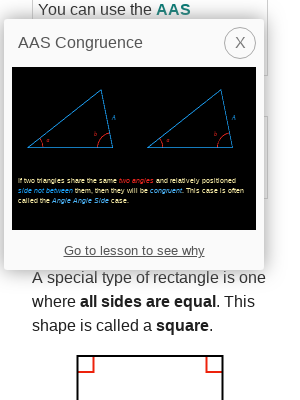 You can use the AAS
AAS Congruence
X
A
A
a
b
a
b
If two triangles share the same two angles and relatively positioned
side not between them, then they will be congruent. This case is often
called the Angle Angle Side case.
Go to lesson to see why
A special type of rectangle is one
where all sides are equal. This
shape is called a square.